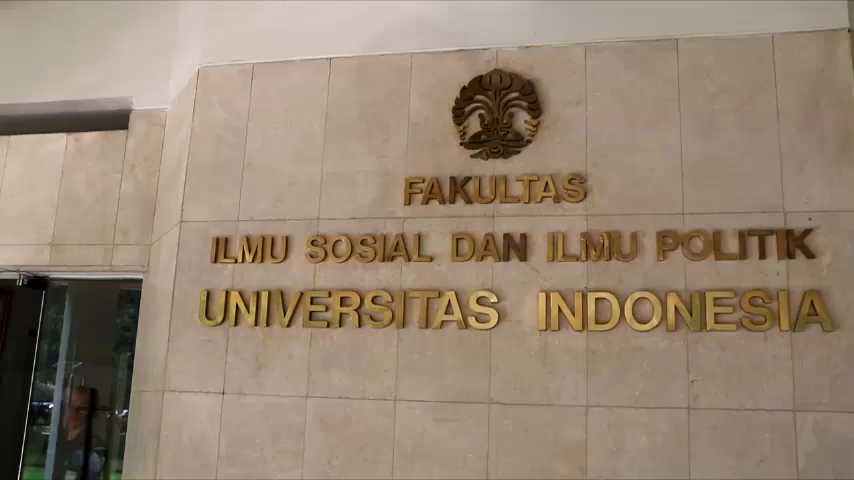 FAKULTAS
ILMU SOSIAL DAN ILMU POLITIK
UNIVERSITAS INDONESIA